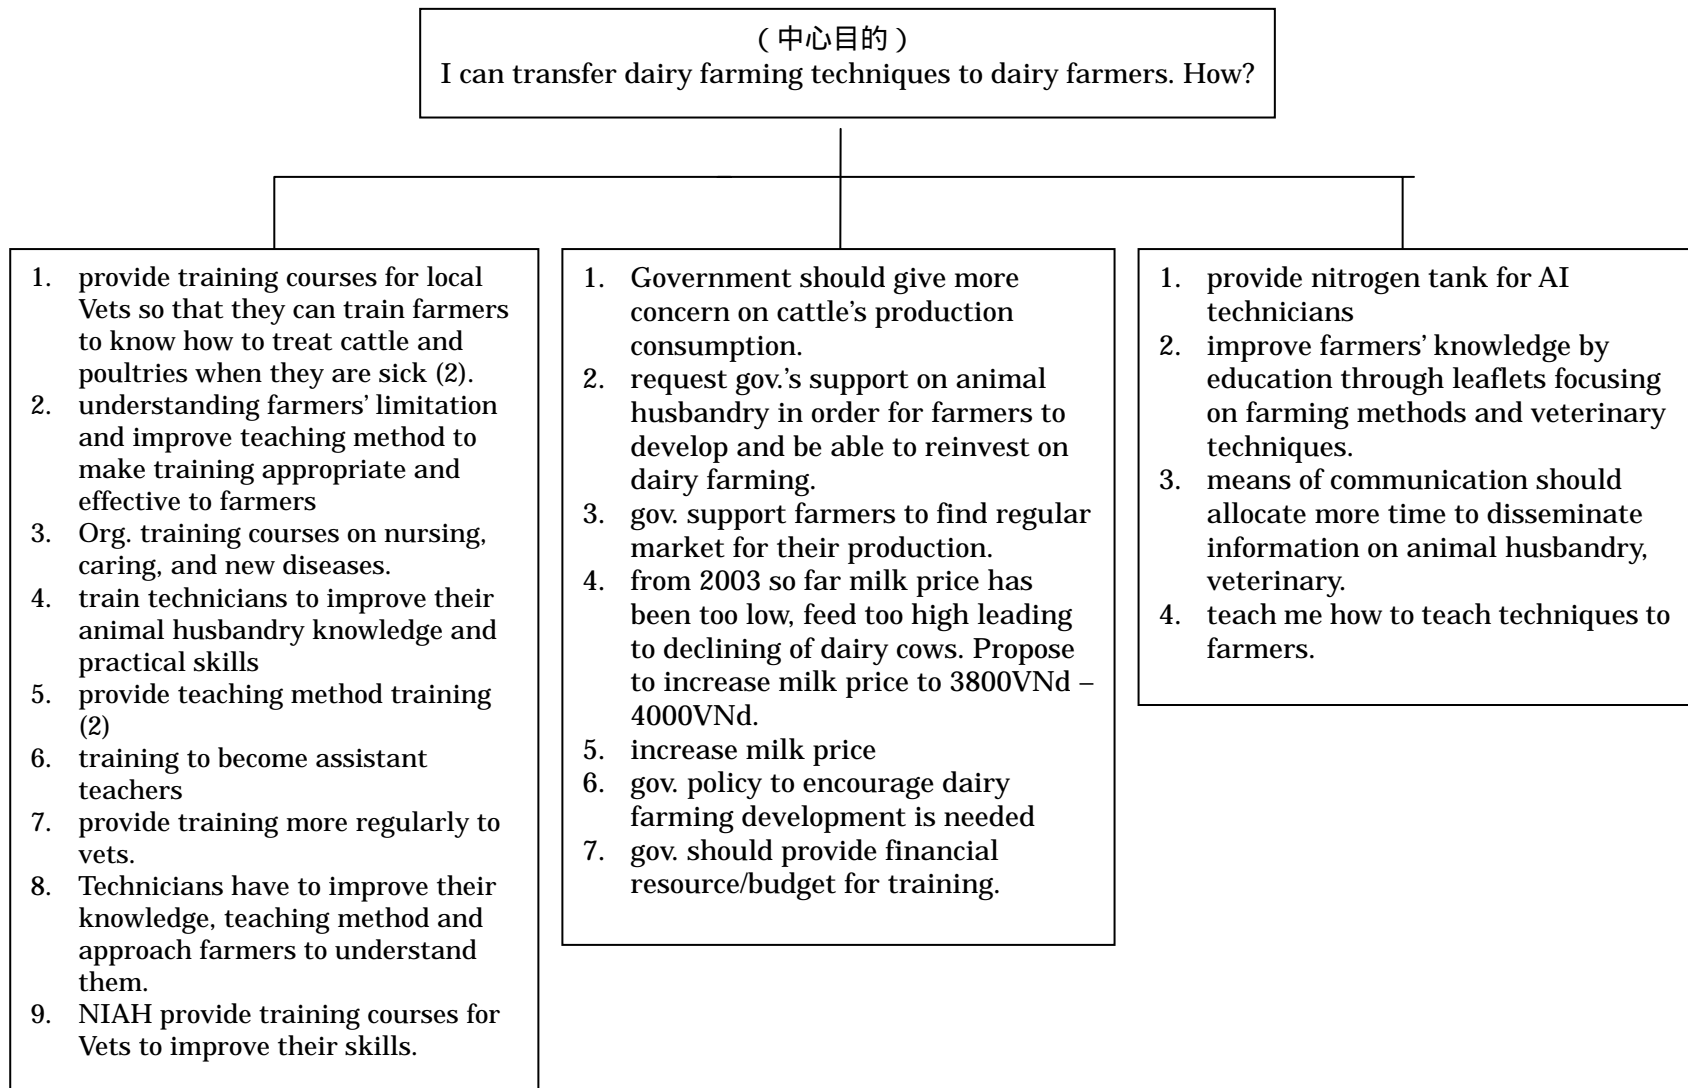 （中心目的）
I can transfer dairy farming techniques to dairy farmers. How?
1. provide training courses for local
Vets so that they can train farmers
to know how to treat cattle and
poultries when they are sick (2).
2. understanding farmers' limitation
and improve teaching method to
make training appropriate and
effective to farmers
3. Org. training courses on nursing,
caring, and new diseases.
4. train technicians to improve their
animal husbandry knowledge and
practical skills
5. provide teaching method training
(2)
6. training to become assistant
teachers
7. provide training more regularly to
vets.
8. Technicians have to improve their
knowledge, teaching method and
approach farmers to understand
them.
9. NIAH provide training courses for
Vets to improve their skills.
1. Government should give more
concern on cattle's production
consumption.
2. request gov.'s support on animal
husbandry in order for farmers to
develop and be able to reinvest on
dairy farming.
3. gov. support farmers to find regular
market for their production.
4. from 2003 so far milk price has
been too low, feed too high leading
to declining of dairy cows. Propose
to increase milk price to 3800VNd –
4000VNd.
5. increase milk price
6. gov. policy to encourage dairy
farming development is needed
7. gov. should provide financial
resource/budget for training.
1. provide nitrogen tank for AI
technicians
2. improve farmers' knowledge by
education through leaflets focusing
on farming methods and veterinary
techniques.
3. means of communication should
allocate more time to disseminate
information on animal husbandry,
veterinary.
4. teach me how to teach techniques to
farmers.